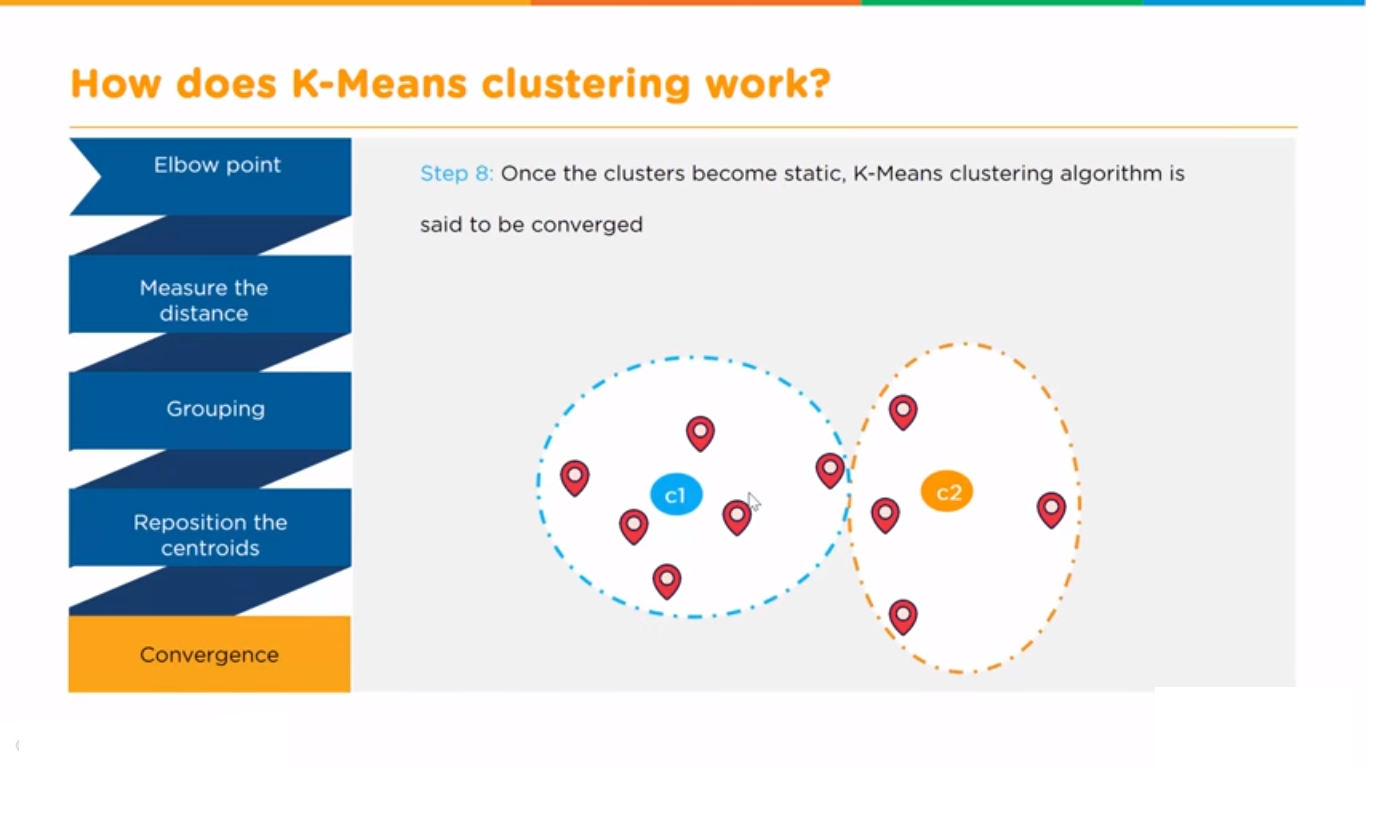 How does K-Means clustering work?
Elbow point
Measure the
distance
Grouping
Reposition the
centroids
Convergence
Step 8: Once the clusters become static, K-Means clustering algorithm is
said to be converged
c1
c2